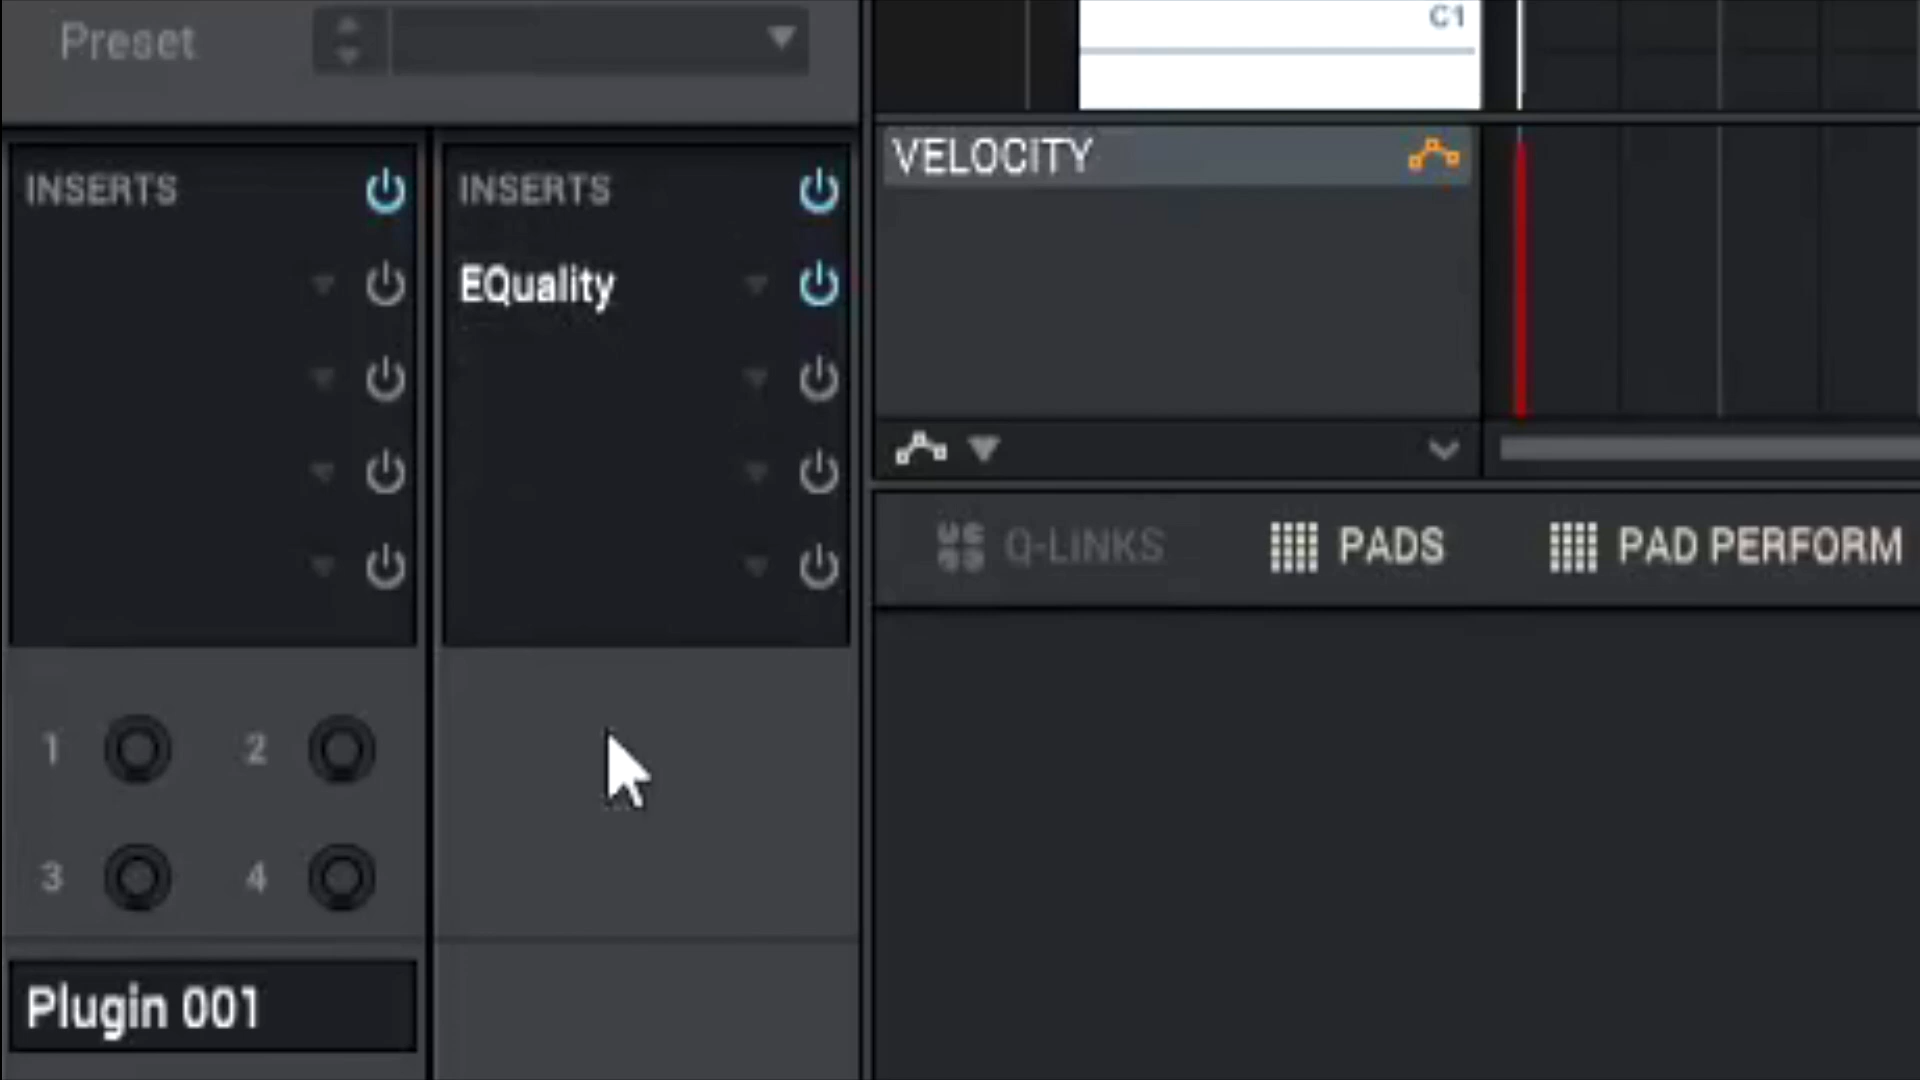 Preset
C1
VELOCITY
INSERTS
INSERTS
EQuality
Q-LINKS
PADS
PAD PERFORM
1
2
3
4
Plugin 001